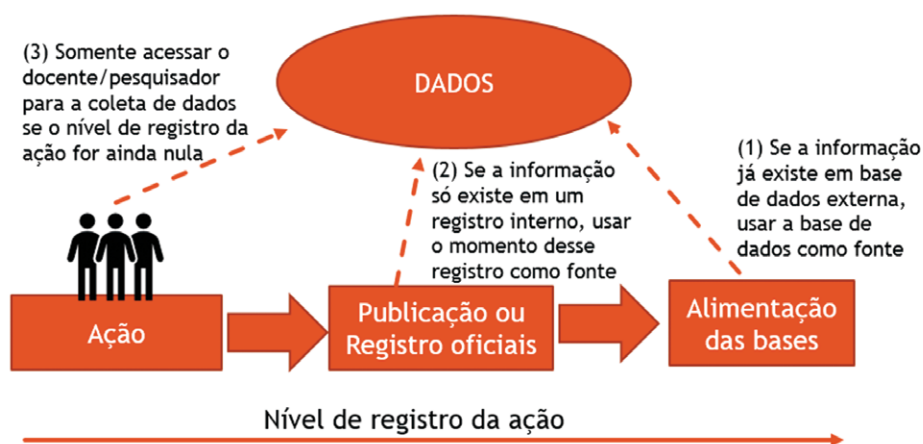 (3) Somente acessar o
docente/pesquisador
para a coleta de dados
se o nível de registro da
ação for ainda nula
DADOS
(2) Se a informação
só existe em um
registro interno, usar
o momento desse
registro como fonte
(1) Se a informação
já existe em base
de dados externa,
usar a base de
dados como fonte
Ação
Publicação ou
Registro oficiais
Alimentação
das bases
Nível de registro da ação